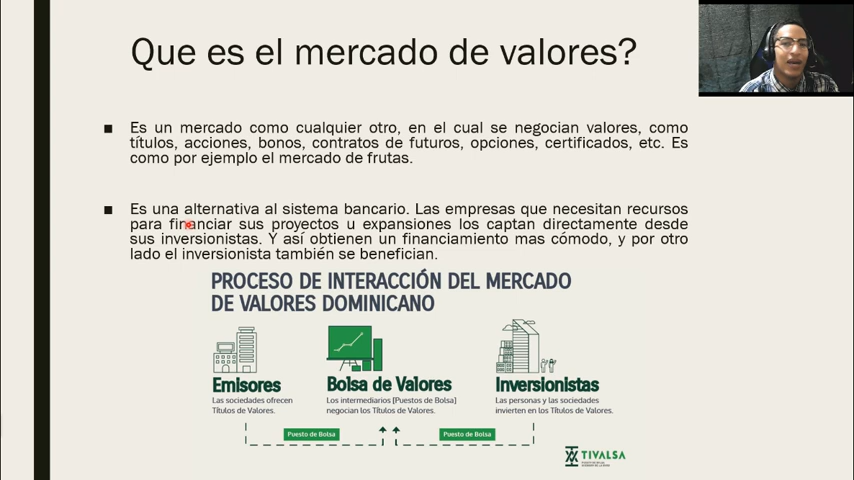 Que es el mercado de valores?
Es un mercado como cualquier otro, en el cual se negocian valores, como
títulos, acciones, bonos, contratos de futuros, opciones, certificados, etc. Es
como por ejemplo el mercado de frutas.
Es una alternativa al sistema bancario. Las empresas que necesitan recursos
para financiar sus proyectos u expansiones los captan directamente desde
sus inversionistas. Y así obtienen un financiamiento mas cómodo, y por otro
lado el inversionista también se benefician.
PROCESO DE INTERACCIÓN DEL MERCADO
DE VALORES DOMINICANO
Emisores
Las sociedades ofrecen
Títulos de Valores.
Bolsa de Valores
Los intermediarios [Puestos de Bolsa]
negocian los Títulos de Valores.
Inversionistas
Las personas y las sociedades
invierten en los Títulos de Valores.
Puesto de Bolsa
Puesto de Bolsa
TIVALSA